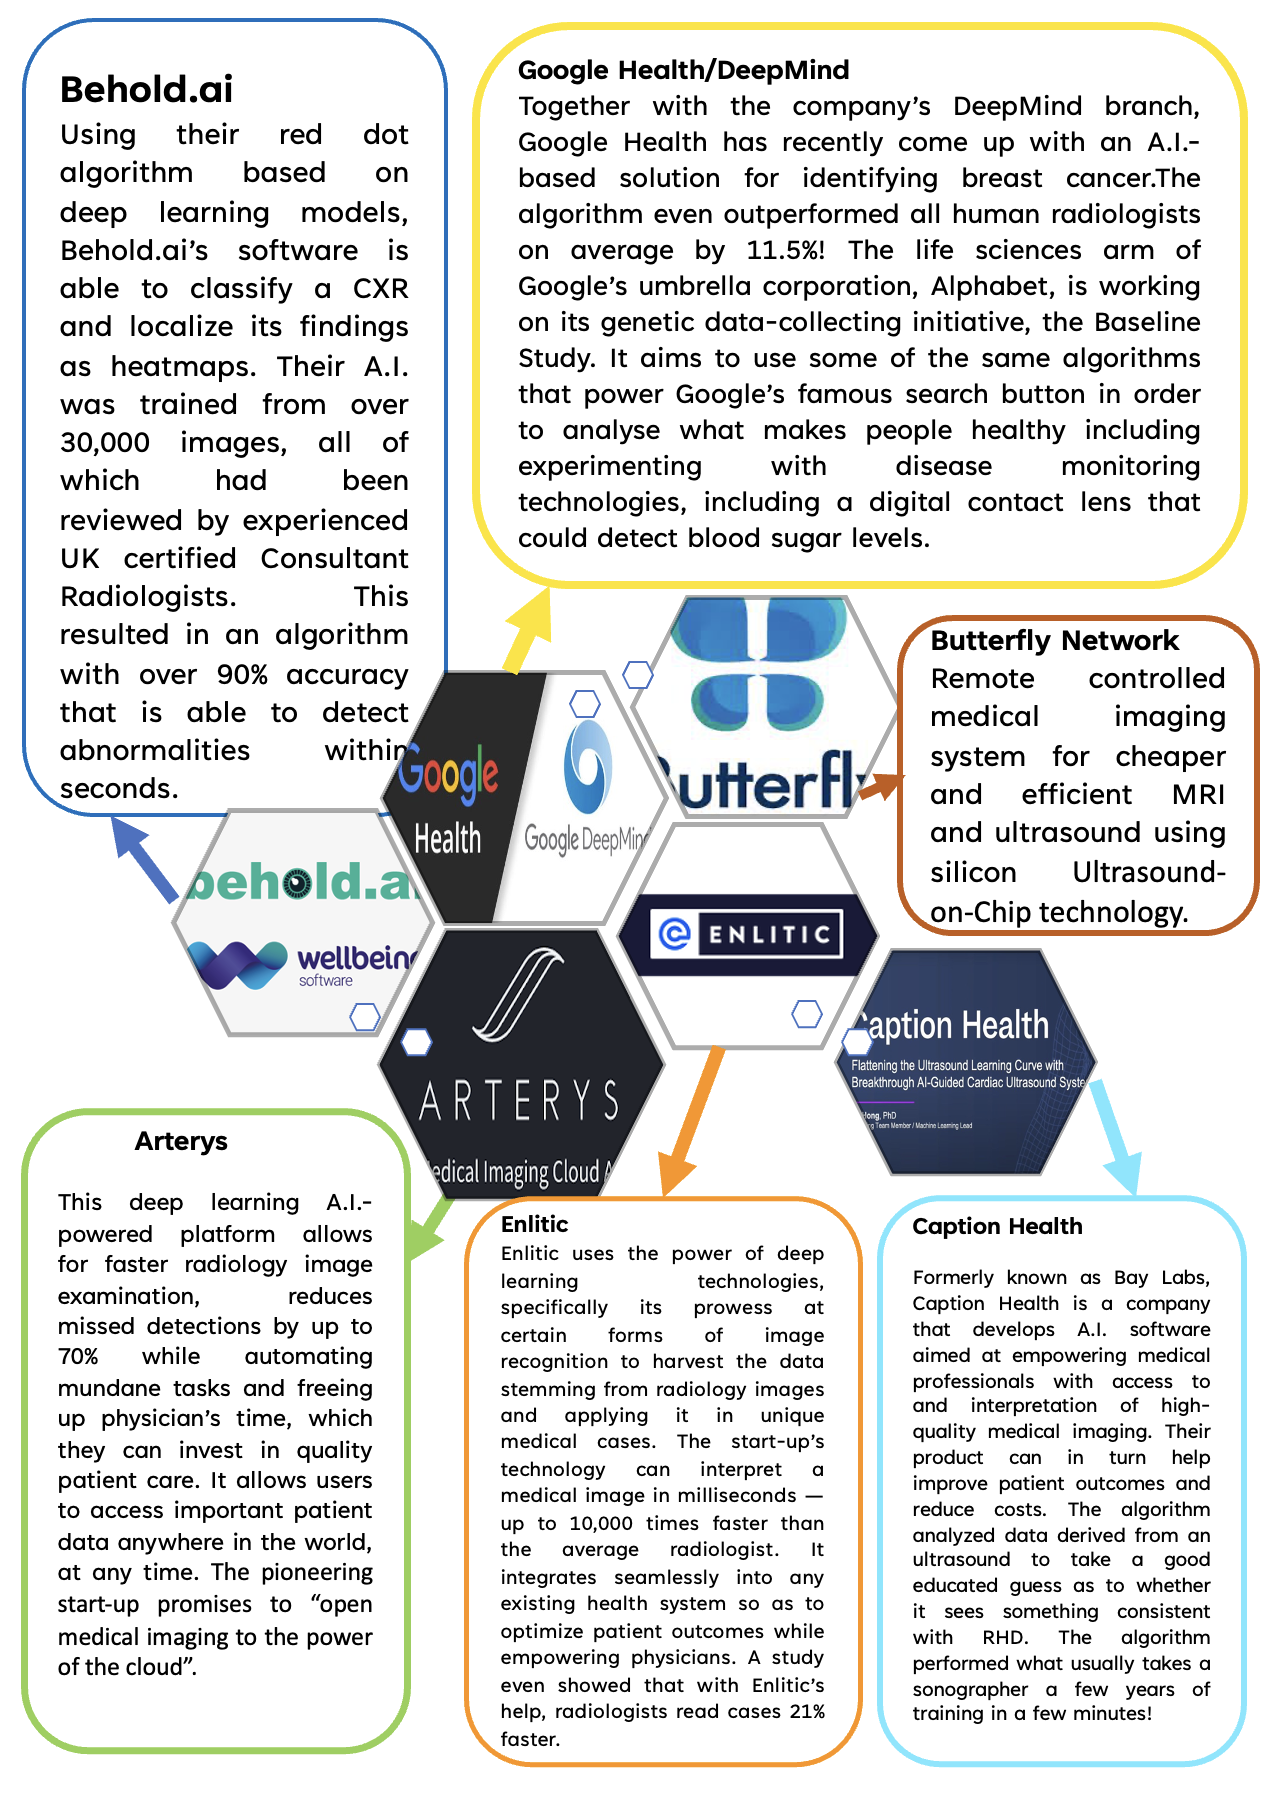 Behold.ai
Using their red dot
algorithm based on
deep learning models,
Behold.ai’s software is
able to classify a CXR
and localize its findings
as heatmaps. Their A.I.
was trained from over
30,000 images, all of
which had been
reviewed by experienced
UK certified Consultant
Radiologists. This
resulted in an algorithm
with over 90% accuracy
that is able to detect
abnormalities within
seconds.
Google Health/DeepMind
Together with the company’s DeepMind branch,
Google Health has recently come up with an A.I.-
based solution for identifying breast cancer.The
algorithm even outperformed all human radiologists
on average by 11.5%! The life sciences arm of
Google’s umbrella corporation, Alphabet, is working
on its genetic data-collecting initiative, the Baseline
Study. It aims to use some of the same algorithms
that power Google’s famous search button in order
to analyse what makes people healthy including
experimenting with disease monitoring
technologies, including a digital contact lens that
could detect blood sugar levels.
Butterfly
Butterfly Network
Remote controlled
medical imaging
system for cheaper
and efficient MRI
and ultrasound using
silicon Ultrasound-
on-Chip technology.
Google
Health
Google DeepMind
behold.a
wellbeing
software
ENLITIC
ARTERYS
edical Imaging Cloud A
Caption Health
Flattening the Ultrasound Learning Curve with
Breakthrough AI-Guided Cardiac Ultrasound Syste
Hong, PhD
ng Team Member / Machine Learning Lead
Arterys
This deep learning A.I.-
powered platform allows
for faster radiology image
examination, reduces
missed detections by up to
70% while automating
mundane tasks and freeing
up physician’s time, which
they can invest in quality
patient care. It allows users
to access important patient
data anywhere in the world,
at any time. The pioneering
start-up promises to “open
medical imaging to the power
of the cloud”.
Enlitic
Enlitic uses the power of deep
learning technologies,
specifically its prowess at
certain forms of image
recognition to harvest the data
stemming from radiology images
and applying it in unique
medical cases. The start-up’s
technology can interpret a
medical image in milliseconds —
up to 10,000 times faster than
the average radiologist. It
integrates seamlessly into any
existing health system so as to
optimize patient outcomes while
empowering physicians. A study
even showed that with Enlitic’s
help, radiologists read cases 21%
faster.
Caption Health
Formerly known as Bay Labs,
Caption Health is a company
that develops A.I. software
aimed at empowering medical
professionals with access to
and interpretation of high-
quality medical imaging. Their
product can in turn help
improve patient outcomes and
reduce costs. The algorithm
analyzed data derived from an
ultrasound to take a good
educated guess as to whether
it sees something consistent
with RHD. The algorithm
performed what usually takes a
sonographer a few years of
training in a few minutes!